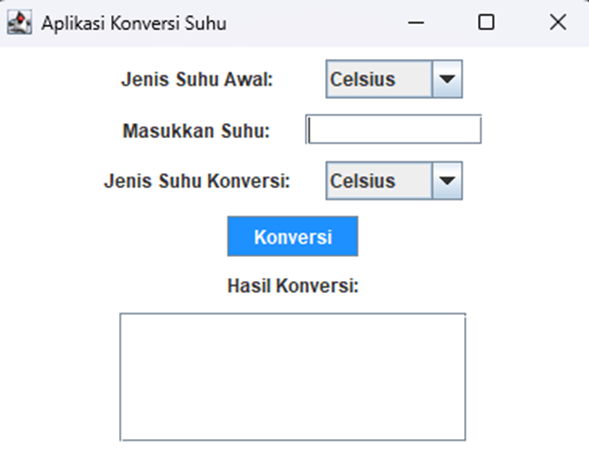 Aplikasi Konversi Suhu
Jenis Suhu Awal: Celsius
Masukkan Suhu:
Jenis Suhu Konversi: Celsius
Konversi
Hasil Konversi: